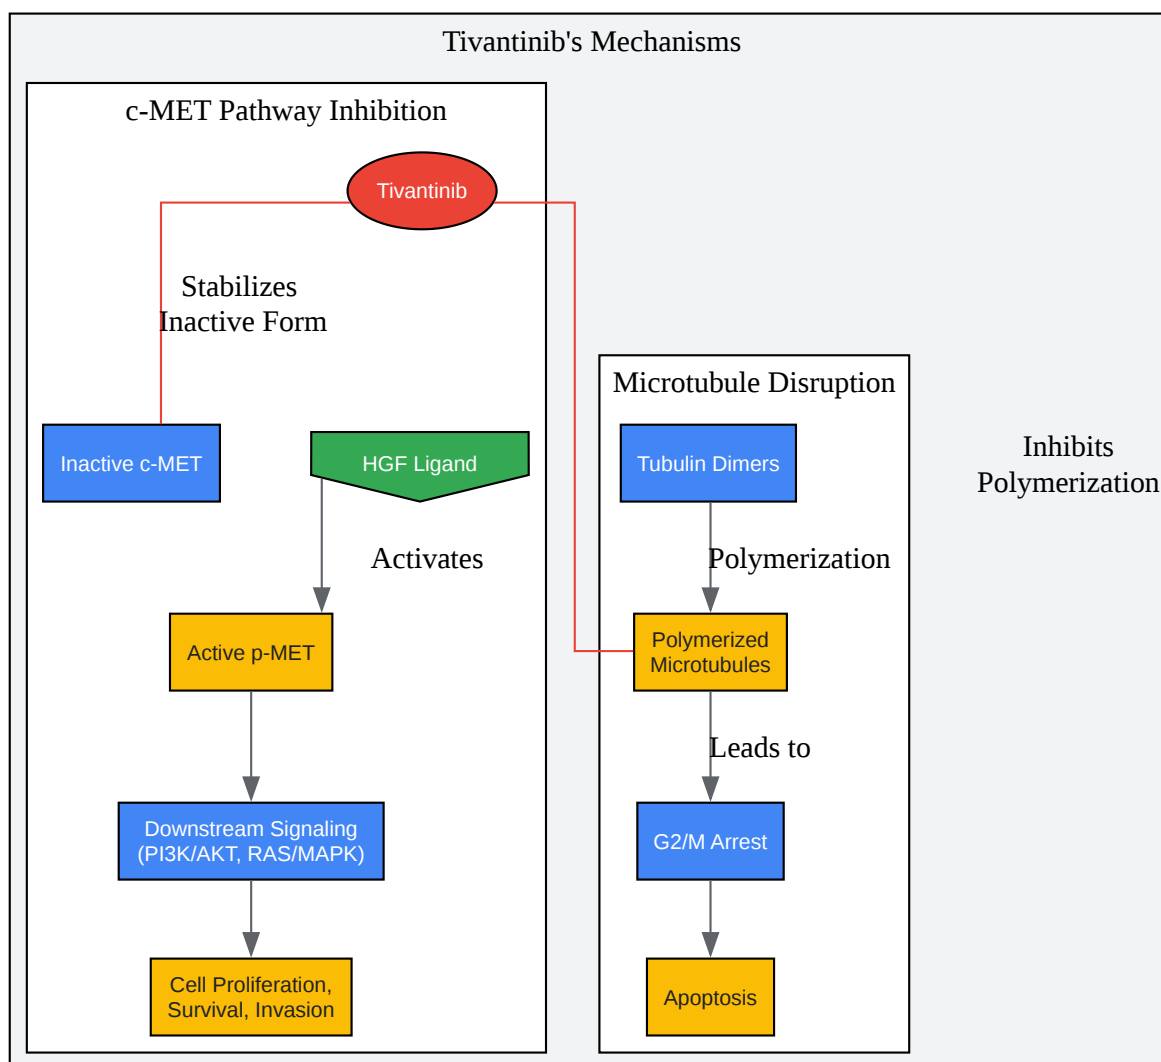 Tivantinib's Mechanisms
c-MET Pathway Inhibition
Tivantinib
Stabilizes
Inactive Form
Inactive c-MET
HGF Ligand
Activates
Active p-MET
Downstream Signaling
(PI3K/AKT, RAS/MAPK)
Cell Proliferation,
Survival, Invasion
Microtubule Disruption
Tubulin Dimers
Polymerization
Polymerized
Microtubules
Leads to
G2/M Arrest
Apoptosis
Inhibits
Polymerization